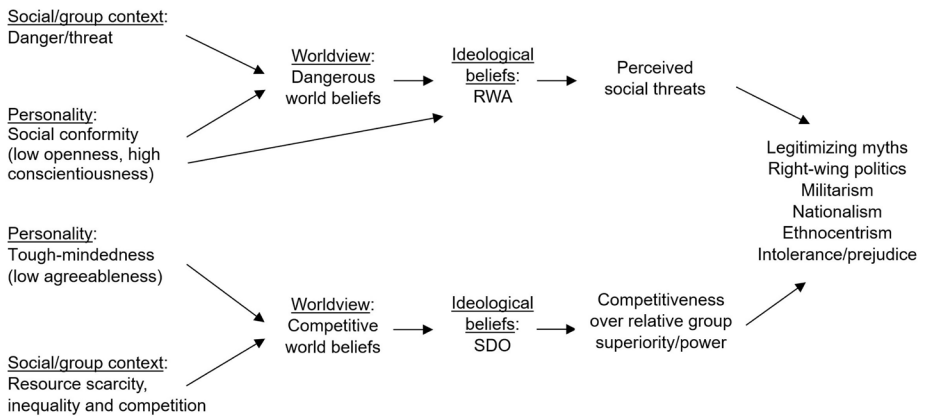 Social/group context:
Danger/threat
Personality:
Social conformity
(low openness, high
conscientiousness)
Worldview:
Dangerous
world beliefs
Ideological
beliefs:
RWA
Perceived
social threats
Personality:
Tough-mindedness
(low agreeableness)
Social/group context:
Resource scarcity,
inequality and competition
Worldview:
Competitive
world beliefs
Ideological
beliefs:
SDO
Competitiveness
over relative group
superiority/power
Legitimizing myths
Right-wing politics
Militarism
Nationalism
Ethnocentrism
Intolerance/prejudice